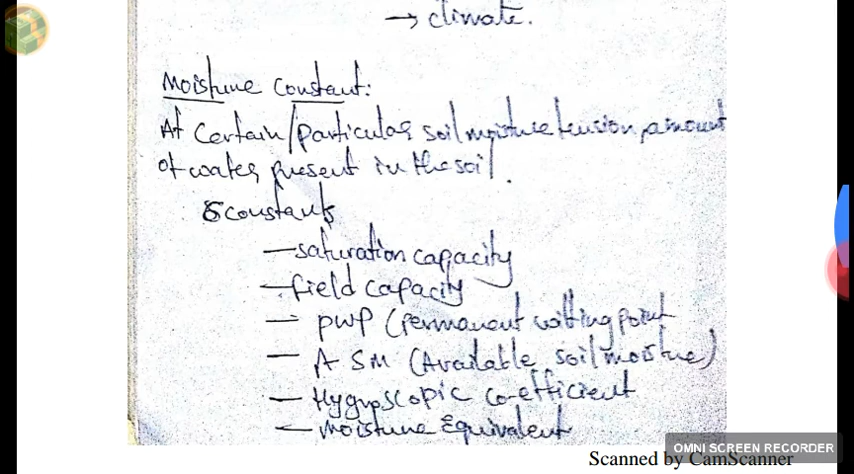 → climate.
Moisture Constant:
At certain/particular soil moisture tension amount
of water present in the soil.
6 constants
— saturation capacity
— field capacity
— PWP (permanent wilting point
— ASM (Available soil moisture)
— Hygroscopic co-efficient
— Moisture Equivalent
OMNI SCREEN RECORDER
Scanned by CamScanner